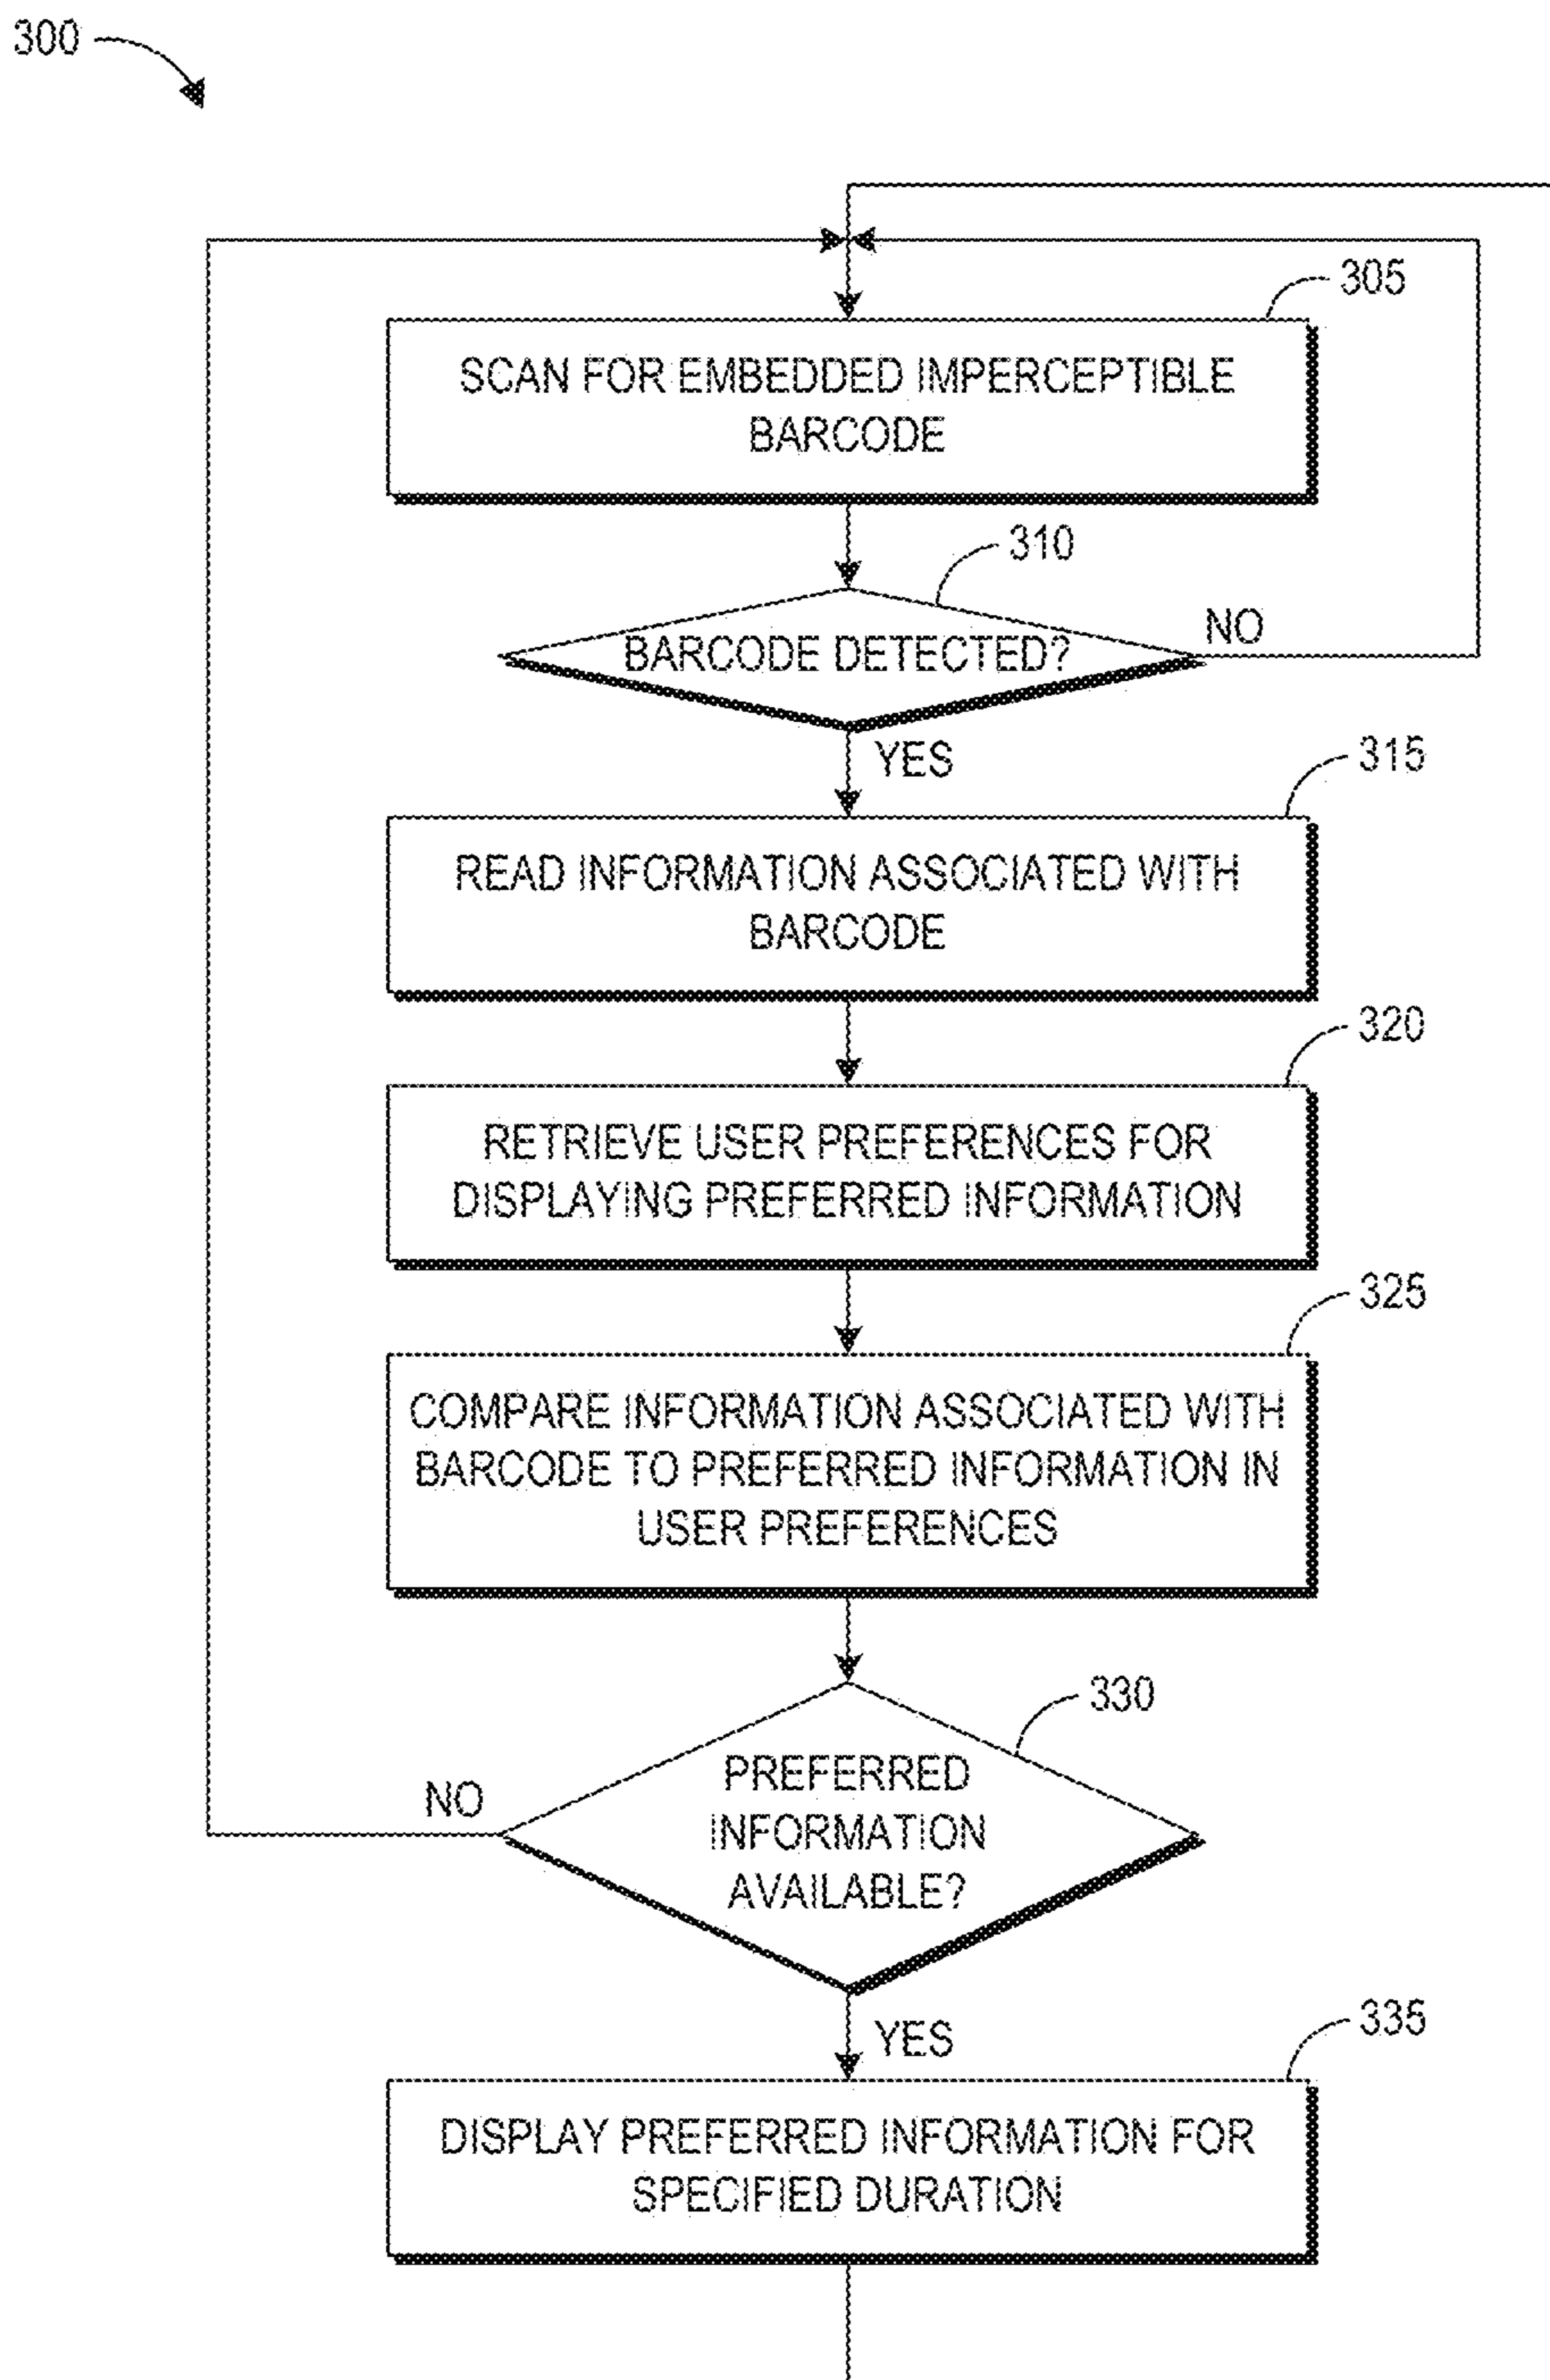 300
305
SCAN FOR EMBEDDED IMPERCEPTIBLE
BARCODE
310
BARCODE DETECTED?
NO
YES
315
READ INFORMATION ASSOCIATED WITH
BARCODE
320
RETRIEVE USER PREFERENCES FOR
DISPLAYING PREFERRED INFORMATION
325
COMPARE INFORMATION ASSOCIATED WITH
BARCODE TO PREFERRED INFORMATION IN
USER PREFERENCES
330
PREFERRED
INFORMATION
AVAILABLE?
NO
YES
335
DISPLAY PREFERRED INFORMATION FOR
SPECIFIED DURATION